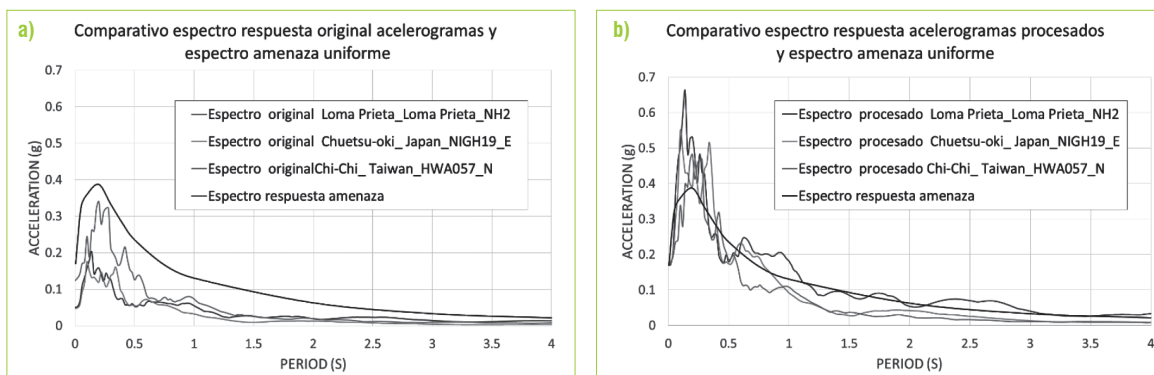 a)
Comparativo espectro respuesta original acelerogramas y
espectro amenaza uniforme
0.7
0.6
0.5
0.4
0.3
0.2
0.1
0
ACCELERATION (g)
Espectro original Loma Prieta_Loma Prieta_NH2
Espectro original Chuetsu-oki_ Japan_NIGH19_E
Espectro originalChi-Chi_ Taiwan_HWA057_N
Espectro respuesta amenaza
0 0.5 1 1.5 2 2.5 3 3.5 4
PERIOD (S)
b)
Comparativo espectro respuesta acelerogramas procesados
y espectro amenaza uniforme
0.7
0.6
0.5
0.4
0.3
0.2
0.1
0
ACCELERATION (g)
Espectro procesado Loma Prieta_Loma Prieta_NH2
Espectro procesado Chuetsu-oki_ Japan_NIGH19_E
Espectro procesado Chi-Chi_ Taiwan_HWA057_N
Espectro respuesta amenaza
0 0.5 1 1.5 2 2.5 3 3.5 4
PERIOD (S)